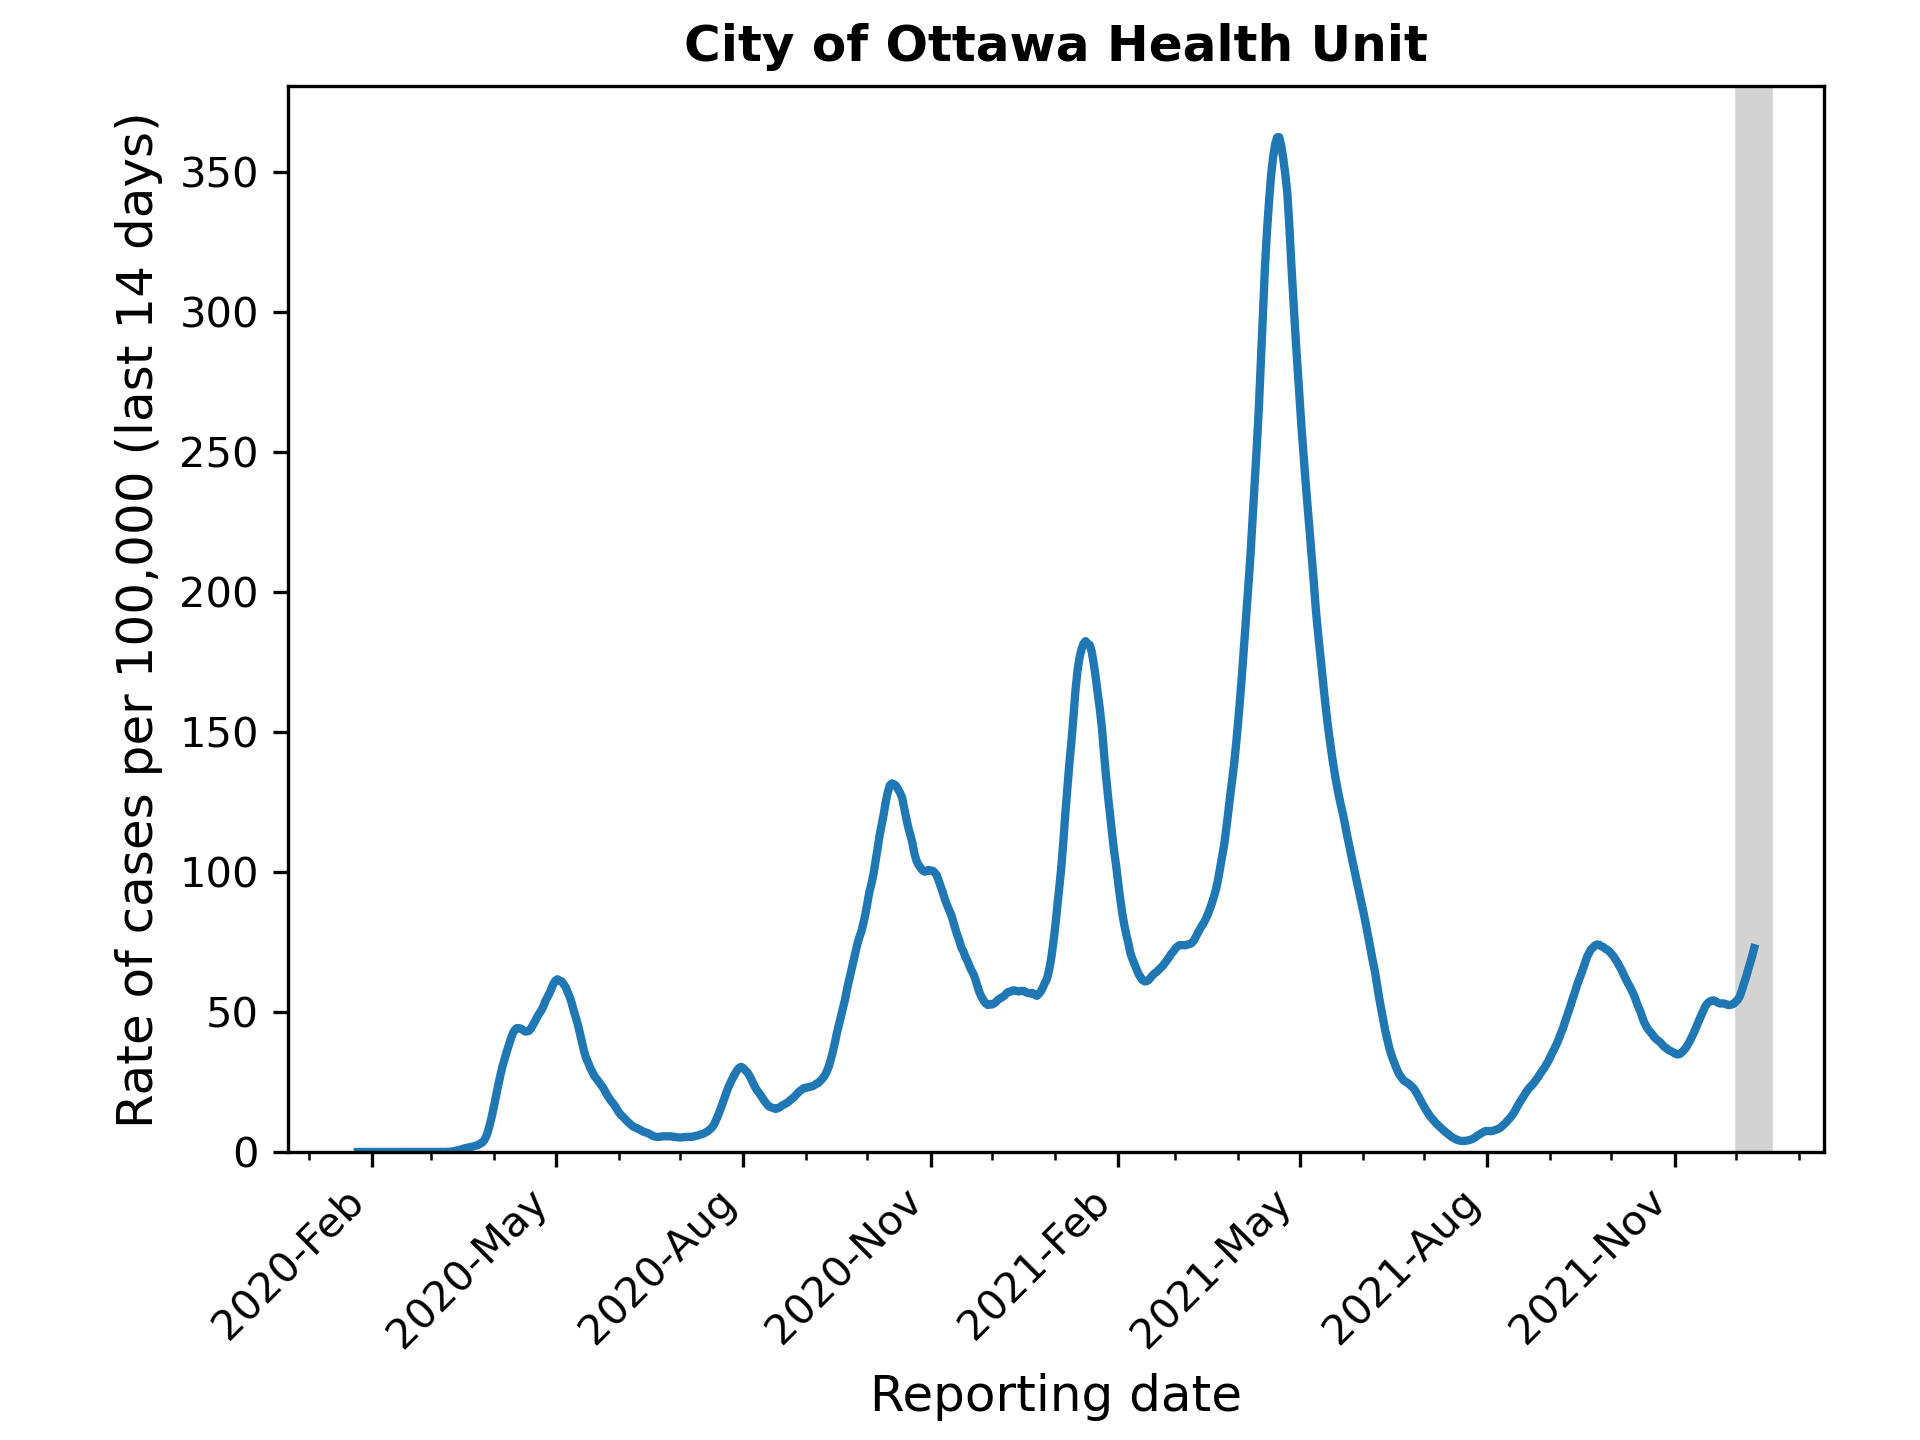 City of Ottawa Health Unit
Rate of cases per 100,000 (last 14 days)
350
300
250
200
150
100
50
0
2020-Feb
2020-May
2020-Aug
2020-Nov
2021-Feb
2021-May
2021-Aug
2021-Nov
Reporting date